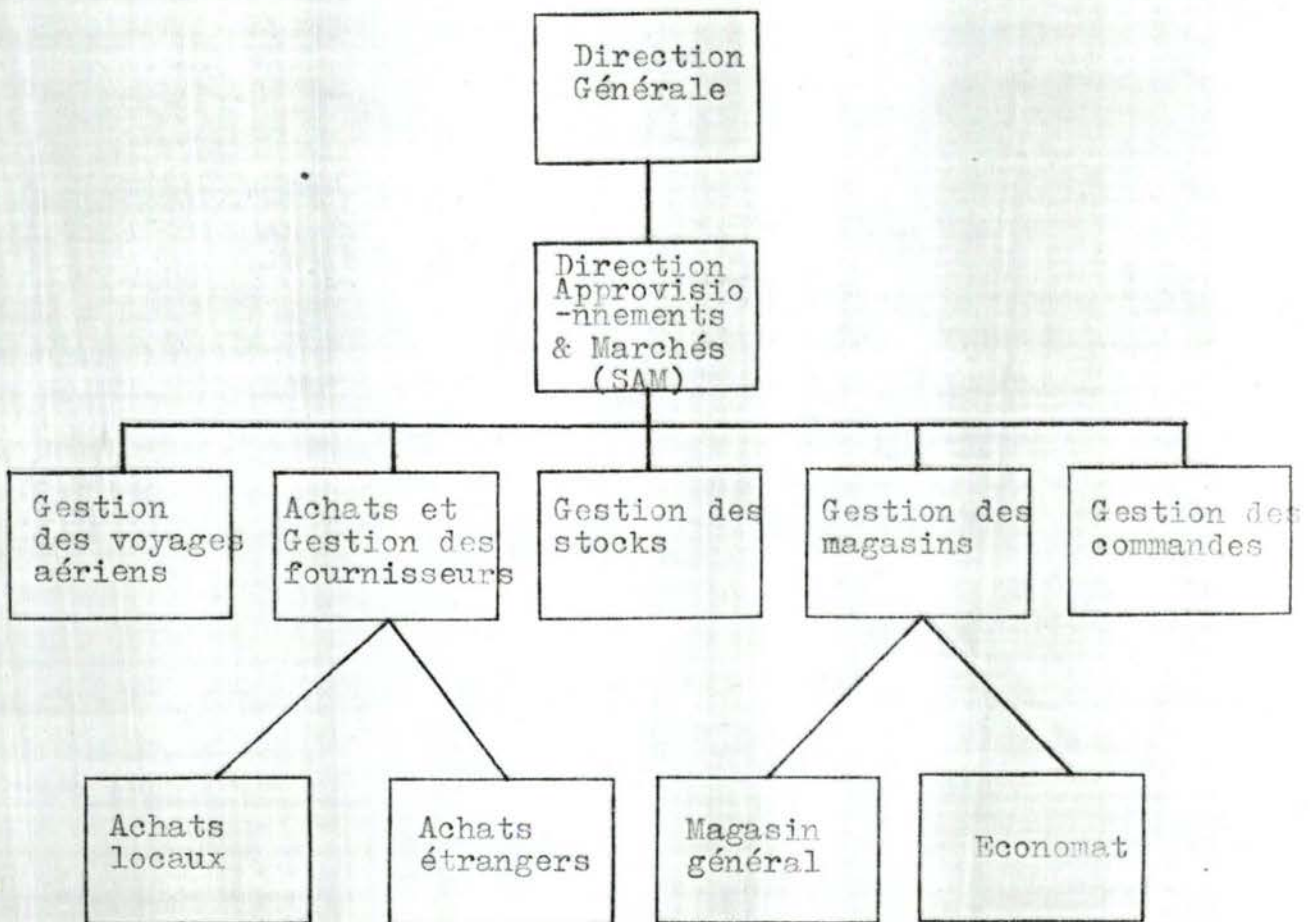 Direction
Générale
Direction
Approvisio
-nnements
& Marchés
(SAM)
Gestion
des voyages
aériens
Achats et
Gestion des
fournisseurs
Gestion des
stocks
Gestion des
magasins
Gestion des
commandes
Achats
locaux
Achats
étrangers
Magasin
général
Economat